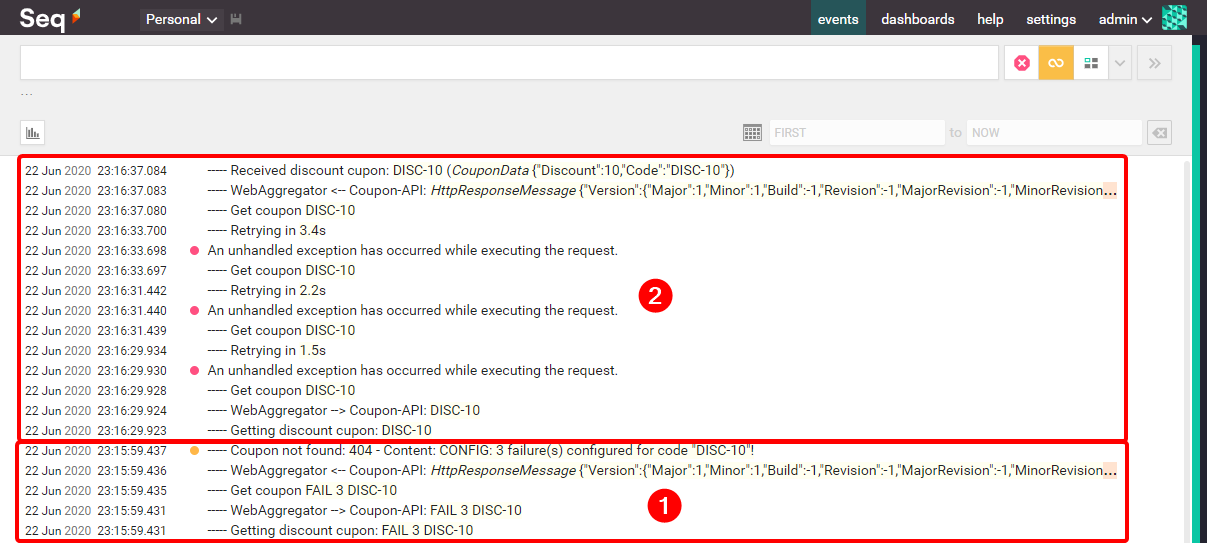 Seq Personal events dashboards help settings admin
...
FIRST to NOW
22 Jun 2020 23:16:37.084 ----- Received discount cupon: DISC-10 (CouponData {"Discount":10,"Code":"DISC-10"})
22 Jun 2020 23:16:37.083 ----- WebAggregator <-- Coupon-API: HttpResponseMessage {"Version":{"Major":1,"Minor":1,"Build":-1,"Revision":-1,"MajorRevision":-1,"MinorRevision...
22 Jun 2020 23:16:37.080 ----- Get coupon DISC-10
22 Jun 2020 23:16:33.700 ----- Retrying in 3.4s
22 Jun 2020 23:16:33.698 An unhandled exception has occurred while executing the request.
22 Jun 2020 23:16:33.697 ----- Get coupon DISC-10
22 Jun 2020 23:16:31.442 ----- Retrying in 2.2s
2
22 Jun 2020 23:16:31.440 An unhandled exception has occurred while executing the request.
22 Jun 2020 23:16:31.439 ----- Get coupon DISC-10
22 Jun 2020 23:16:29.934 ----- Retrying in 1.5s
22 Jun 2020 23:16:29.930 An unhandled exception has occurred while executing the request.
22 Jun 2020 23:16:29.928 ----- Get coupon DISC-10
22 Jun 2020 23:16:29.924 ----- WebAggregator --> Coupon-API: DISC-10
22 Jun 2020 23:16:29.923 ----- Getting discount cupon: DISC-10
22 Jun 2020 23:15:59.437 ----- Coupon not found: 404 - Content: CONFIG: 3 failure(s) configured for code "DISC-10"!
22 Jun 2020 23:15:59.436 ----- WebAggregator <-- Coupon-API: HttpResponseMessage {"Version":{"Major":1,"Minor":1,"Build":-1,"Revision":-1,"MajorRevision":-1,"MinorRevision...
22 Jun 2020 23:15:59.435 ----- Get coupon FAIL 3 DISC-10
1
22 Jun 2020 23:15:59.431 ----- WebAggregator --> Coupon-API: FAIL 3 DISC-10
22 Jun 2020 23:15:59.431 ----- Getting discount cupon: FAIL 3 DISC-10